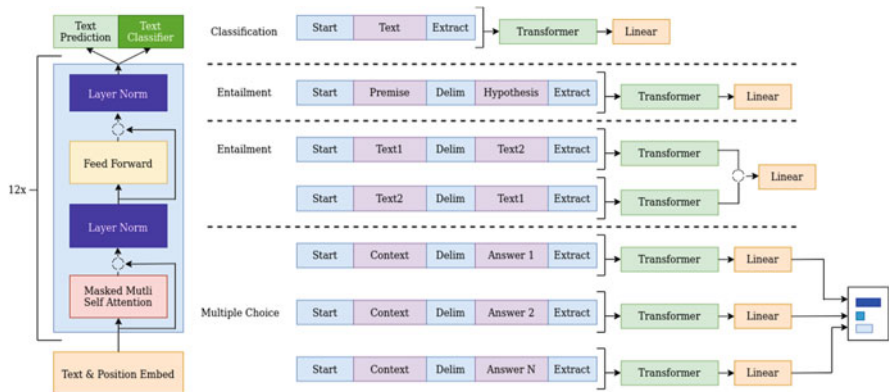 Text
Prediction
Text
Classifier
12x
Layer Norm
Feed Forward
Layer Norm
Masked Mutli
Self Attention
Text & Position Embed
Classification
Start Text Extract
Transformer
Linear
Entailment
Start Premise Delim Hypothesis Extract
Transformer
Linear
Entailment
Start Text1 Delim Text2 Extract
Transformer
Start Text2 Delim Text1 Extract
Transformer
Linear
Multiple Choice
Start Context Delim Answer 1 Extract
Transformer
Linear
Start Context Delim Answer 2 Extract
Transformer
Linear
Start Context Delim Answer N Extract
Transformer
Linear